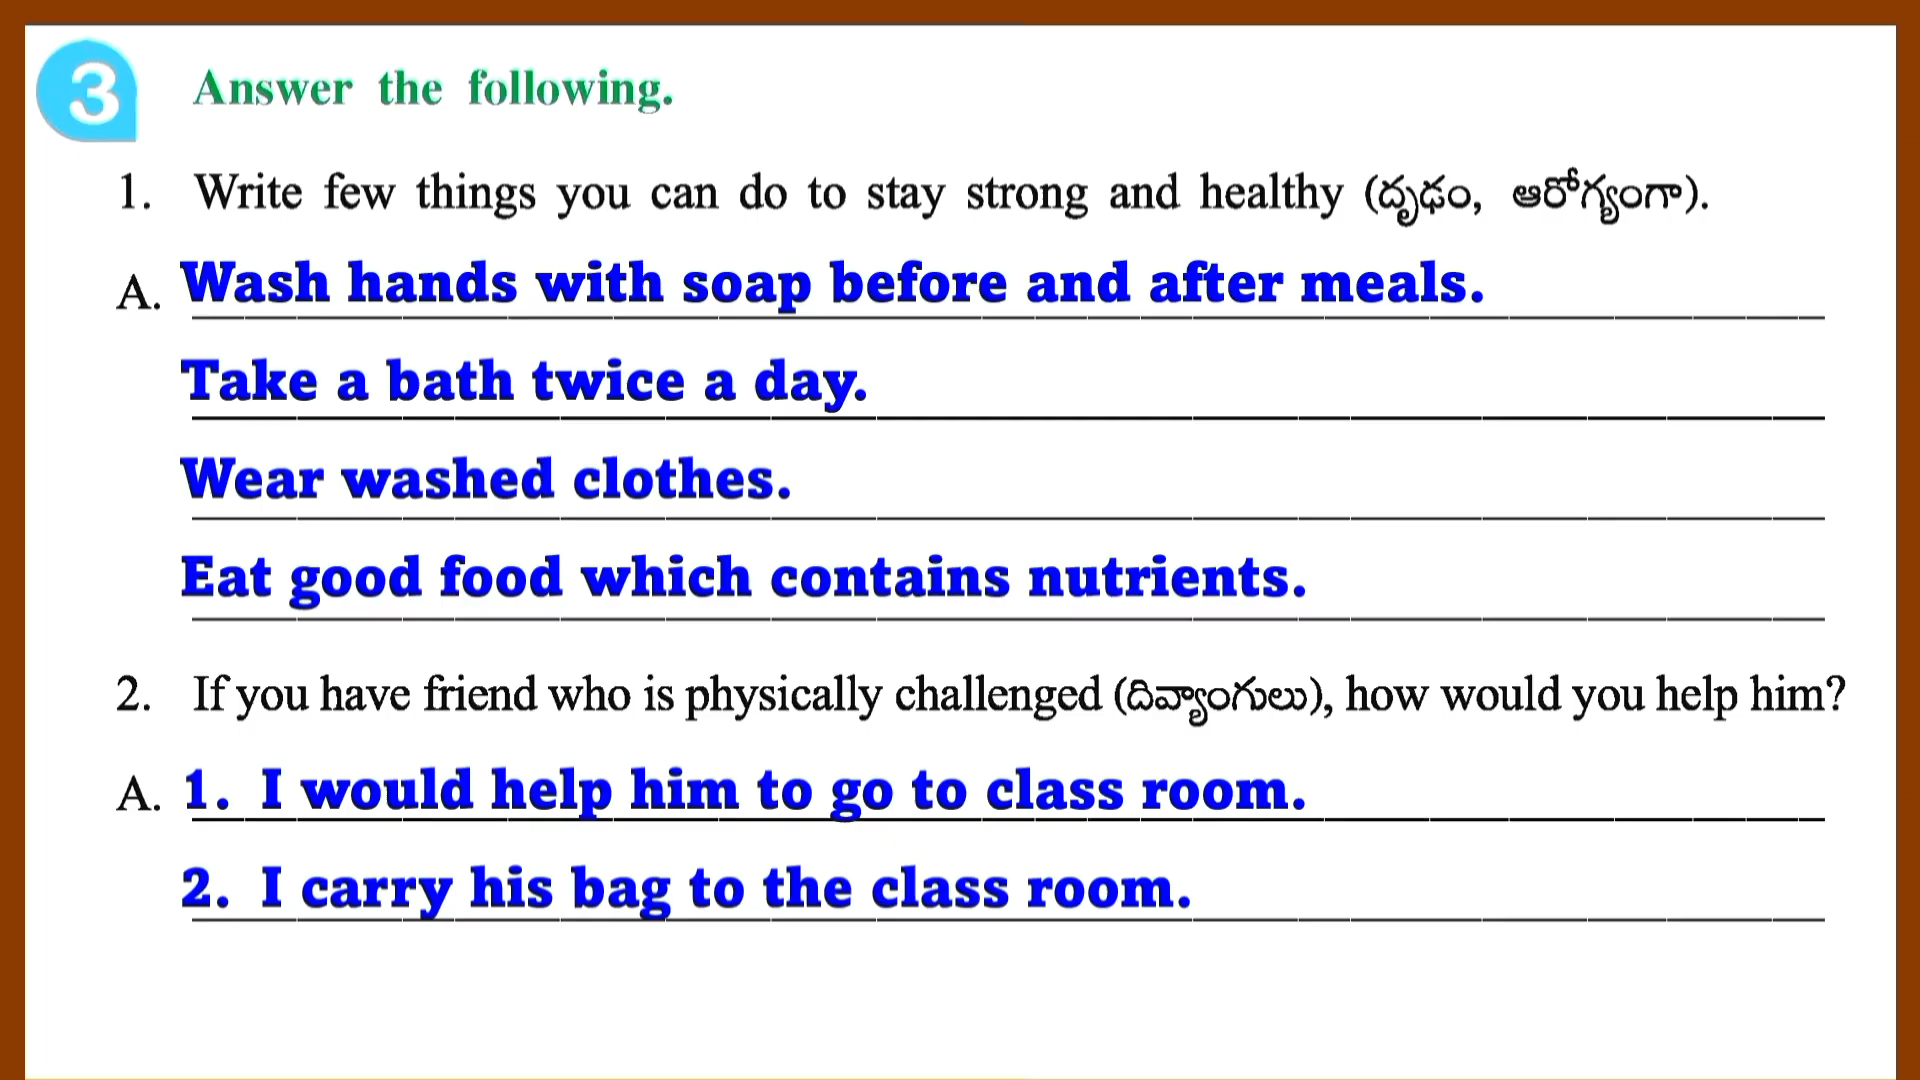 3 Answer the following.
1. Write few things you can do to stay strong and healthy (దృఢం, ఆరోగ్యంగా).
A. Wash hands with soap before and after meals.
Take a bath twice a day.
Wear washed clothes.
Eat good food which contains nutrients.
2. If you have friend who is physically challenged (దివ్యాంగులు), how would you help him?
A. 1. I would help him to go to class room.
2. I carry his bag to the class room.